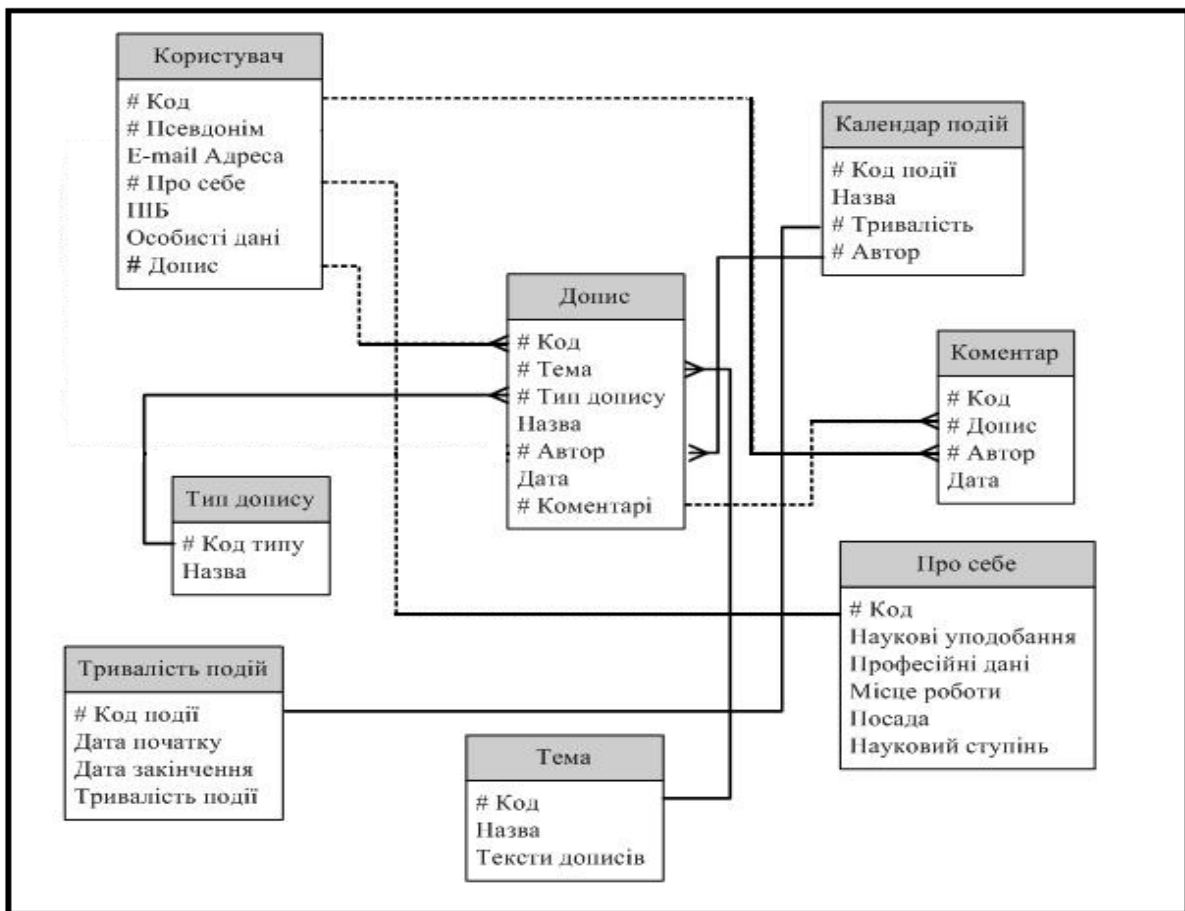 Користувач
# Код
# Псевдонім
E-mail Адреса
# Про себе
ПІБ
Особисті дані
# Допис
Календар подій
# Код події
Назва
# Тривалість
# Автор
Допис
# Код
# Тема
# Тип допису
Назва
# Автор
Дата
# Коментарі
Коментар
# Код
# Допис
# Автор
Дата
Тип допису
# Код типу
Назва
Про себе
# Код
Наукові уподобання
Професійні дані
Місце роботи
Посада
Науковий ступінь
Тривалість подій
# Код події
Дата початку
Дата закінчення
Тривалість події
Тема
# Код
Назва
Тексти дописів